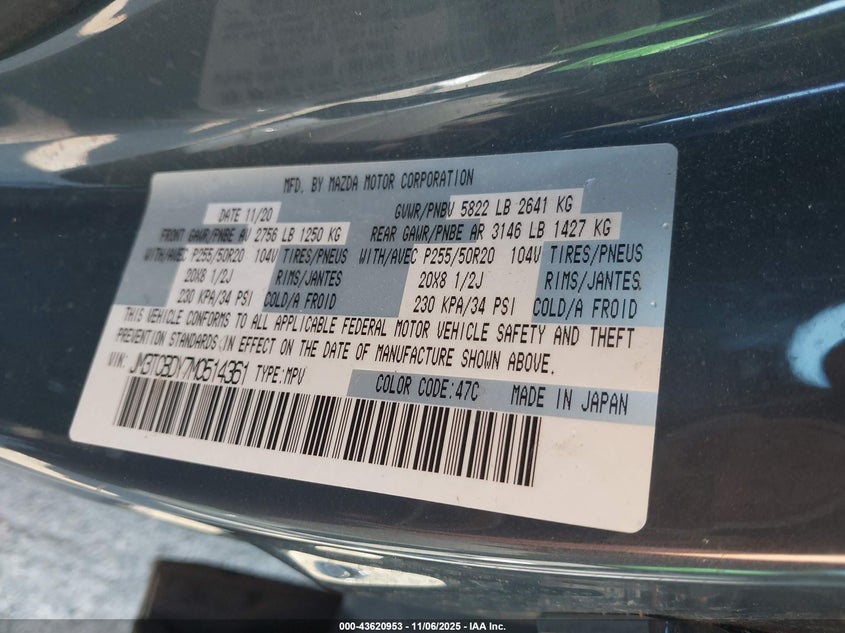 MFD. BY MAZDA MOTOR CORPORATION
DATE 11/20 GVWR/PNBV 5822 LB 2641 KG
FRONT GAWR/PNBE AV 2756 LB 1250 KG REAR GAWR/PNBE AR 3146 LB 1427 KG
WITH/AVEC P255/50R20 104V TIRES/PNEUS WITH/AVEC P255/50R20 104V TIRES/PNEUS
20X8 1/2J RIMS/JANTES 20X8 1/2J RIMS/JANTES
230 KPA/34 PSI COLD/A FROID 230 KPA/34 PSI COLD/A FROID
THIS VEHICLE CONFORMS TO ALL APPLICABLE FEDERAL MOTOR VEHICLE SAFETY AND THEFT
PREVENTION STANDARDS IN EFFECT ON THE DATE OF MANUFACTURE SHOWN ABOVE.
VIN: JM3TCBDY7M0514361 TYPE:MPV
COLOR CODE:47C MADE IN JAPAN
000-43620953 - 11/06/2025 - IAA Inc.